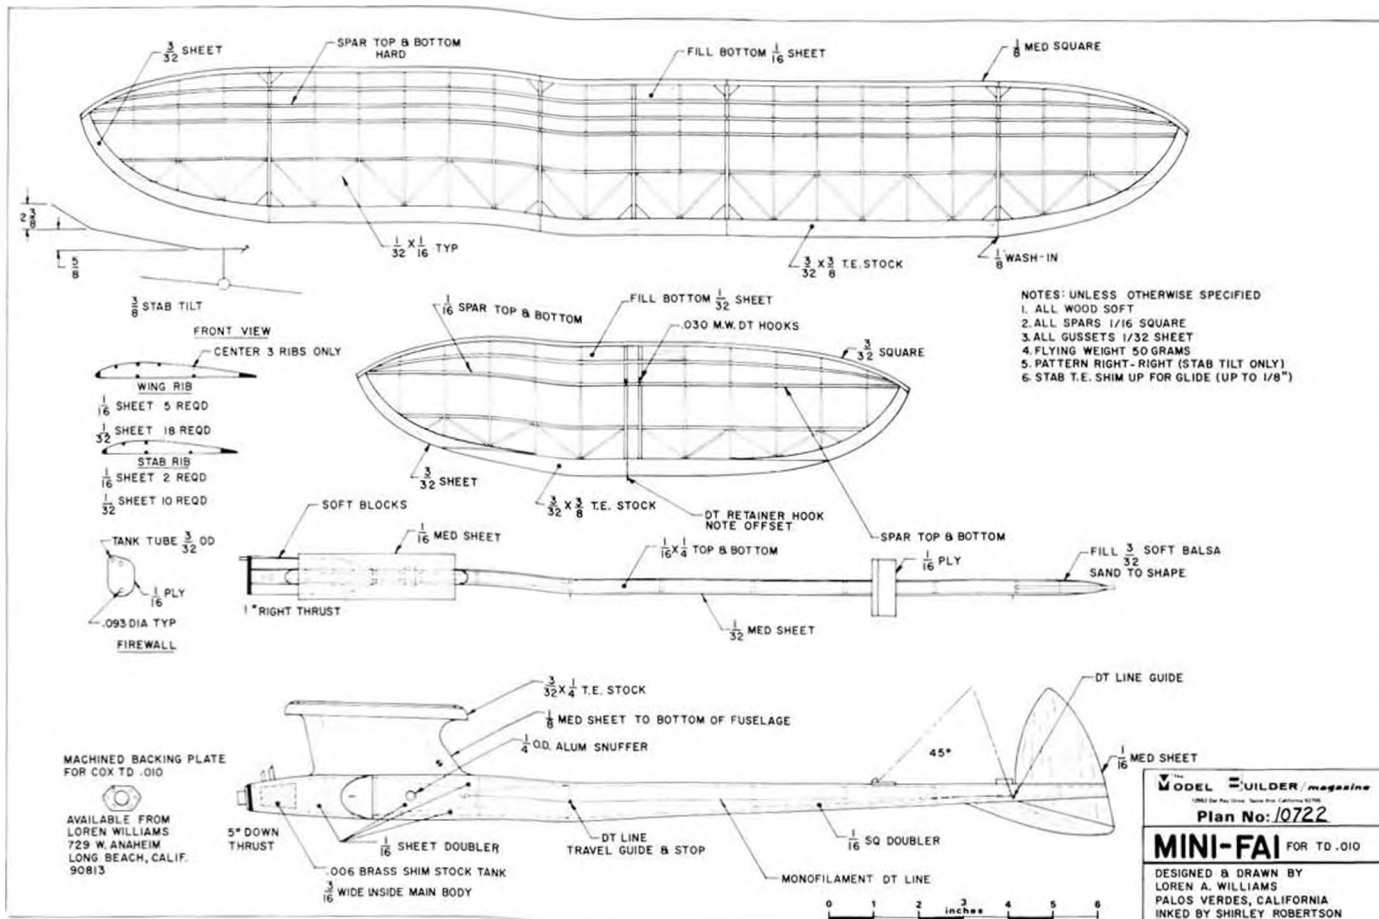 3/32 SHEET
SPAR TOP & BOTTOM
HARD
FILL BOTTOM 1/16 SHEET
1/8 MED SQUARE
2 3/8
5/8
1/32 X 1/16 TYP
3/32 X 3/8 T.E. STOCK
1/8 WASH-IN
3/8 STAB TILT
FRONT VIEW
CENTER 3 RIBS ONLY
WING RIB
1/16 SHEET 5 REQD
1/32 SHEET 18 REQD
STAB RIB
1/16 SHEET 2 REQD
1/32 SHEET 10 REQD
1/16 SPAR TOP & BOTTOM
FILL BOTTOM 1/32 SHEET
.030 M.W. DT HOOKS
3/32 SQUARE
3/32 SHEET
3/32 X 3/8 T.E. STOCK
DT RETAINER HOOK
NOTE OFFSET
SPAR TOP & BOTTOM
NOTES: UNLESS OTHERWISE SPECIFIED
1. ALL WOOD SOFT
2. ALL SPARS 1/16 SQUARE
3. ALL GUSSETS 1/32 SHEET
4. FLYING WEIGHT 50 GRAMS
5. PATTERN RIGHT-RIGHT (STAB TILT ONLY)
6. STAB T.E. SHIM UP FOR GLIDE (UP TO 1/8")
TANK TUBE 3/32 OD
1/16 PLY
.093 DIA TYP
FIREWALL
SOFT BLOCKS
1/16 MED SHEET
1/16 X 1/4 TOP & BOTTOM
1/16 PLY
FILL 3/32 SOFT BALSA
SAND TO SHAPE
1° RIGHT THRUST
1/32 MED SHEET
3/32 X 1/4 T.E. STOCK
1/8 MED SHEET TO BOTTOM OF FUSELAGE
1/4 O.D. ALUM SNUFFER
DT LINE GUIDE
45°
1/16 MED SHEET
MACHINED BACKING PLATE
FOR COX TD .010
AVAILABLE FROM
LOREN WILLIAMS
729 W. ANAHEIM
LONG BEACH, CALIF.
90813
5° DOWN
THRUST
1/16 SHEET DOUBLER
.006 BRASS SHIM STOCK TANK
3/16 WIDE INSIDE MAIN BODY
DT LINE
TRAVEL GUIDE & STOP
1/16 SQ DOUBLER
MONOFILAMENT DT LINE
0 1 2 3 4 5 6
inches
The MODEL BUILDER/magazine
Plan No: 10722
MINI-FAI FOR TD .010
DESIGNED & DRAWN BY
LOREN A. WILLIAMS
PALOS VERDES, CALIFORNIA
INKED BY SHIRLEY ROBERTSON